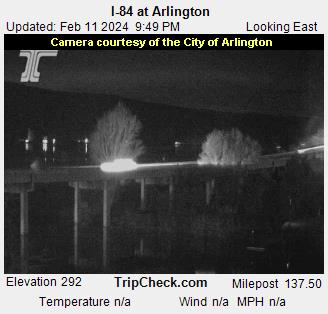 I-84 at Arlington
Updated: Feb 11 2024 9:49 PM Looking East
Camera courtesy of the City of Arlington
Elevation 292 TripCheck.com Milepost 137.50
Temperature n/a Wind n/a MPH n/a